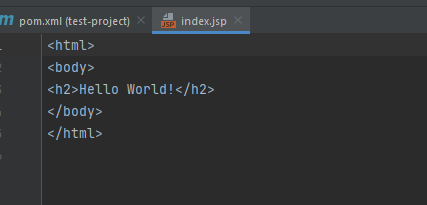 pom.xml (test-project) index.jsp
<html>
<body>
<h2>Hello World!</h2>
</body>
</html>